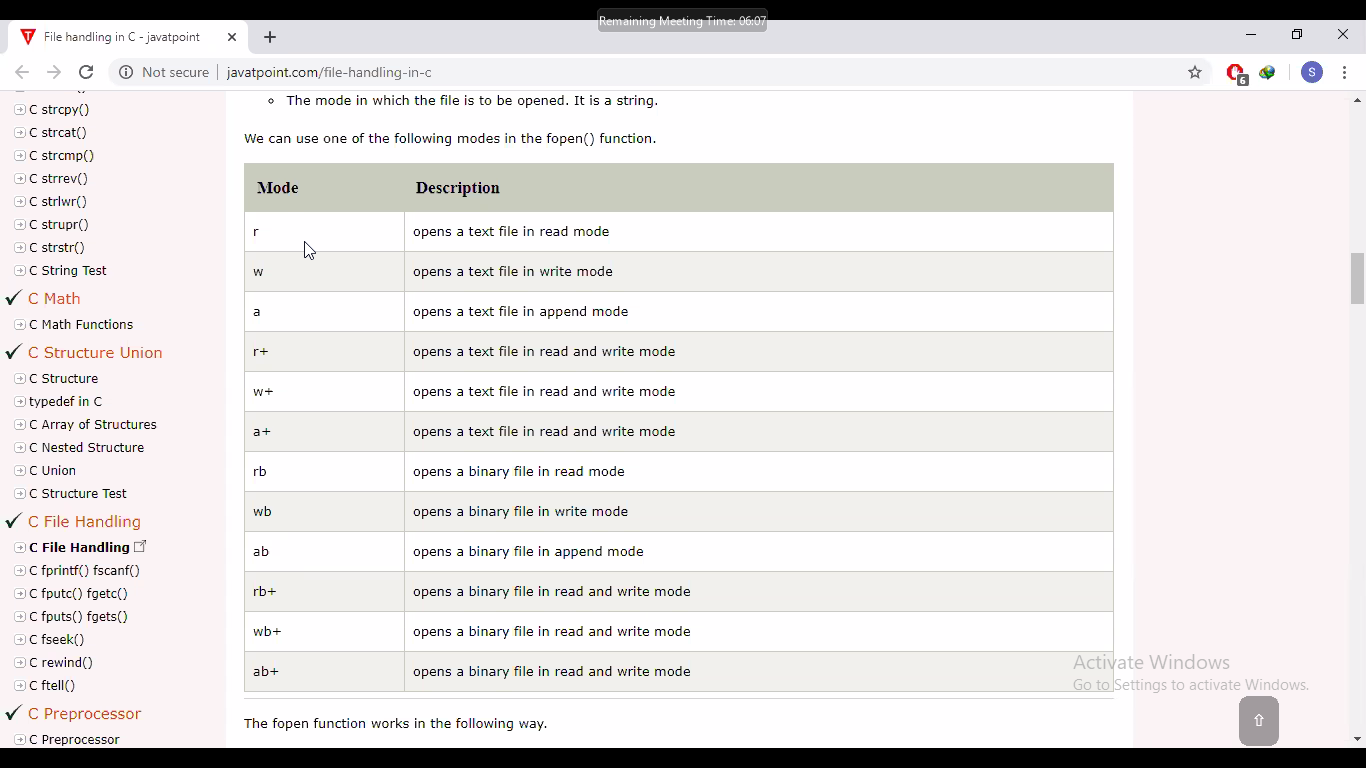 Remaining Meeting Time: 06:07
File handling in C - javatpoint
Not secure
javatpoint.com/file-handling-in-c
6
S
C strcpy()
C strcat()
C strcmp()
C strrev()
C strlwr()
C strupr()
C strstr()
C String Test
C Math
C Math Functions
C Structure Union
C Structure
typedef in C
C Array of Structures
C Nested Structure
C Union
C Structure Test
C File Handling
C File Handling
C fprintf() fscanf()
C fputc() fgetc()
C fputs() fgets()
C fseek()
C rewind()
C ftell()
C Preprocessor
C Preprocessor
The mode in which the file is to be opened. It is a string.
We can use one of the following modes in the fopen() function.
Mode Description
r opens a text file in read mode
w opens a text file in write mode
a opens a text file in append mode
r+ opens a text file in read and write mode
w+ opens a text file in read and write mode
a+ opens a text file in read and write mode
rb opens a binary file in read mode
wb opens a binary file in write mode
ab opens a binary file in append mode
rb+ opens a binary file in read and write mode
wb+ opens a binary file in read and write mode
ab+ opens a binary file in read and write mode
The fopen function works in the following way.
Activate Windows
Go to Settings to activate Windows.